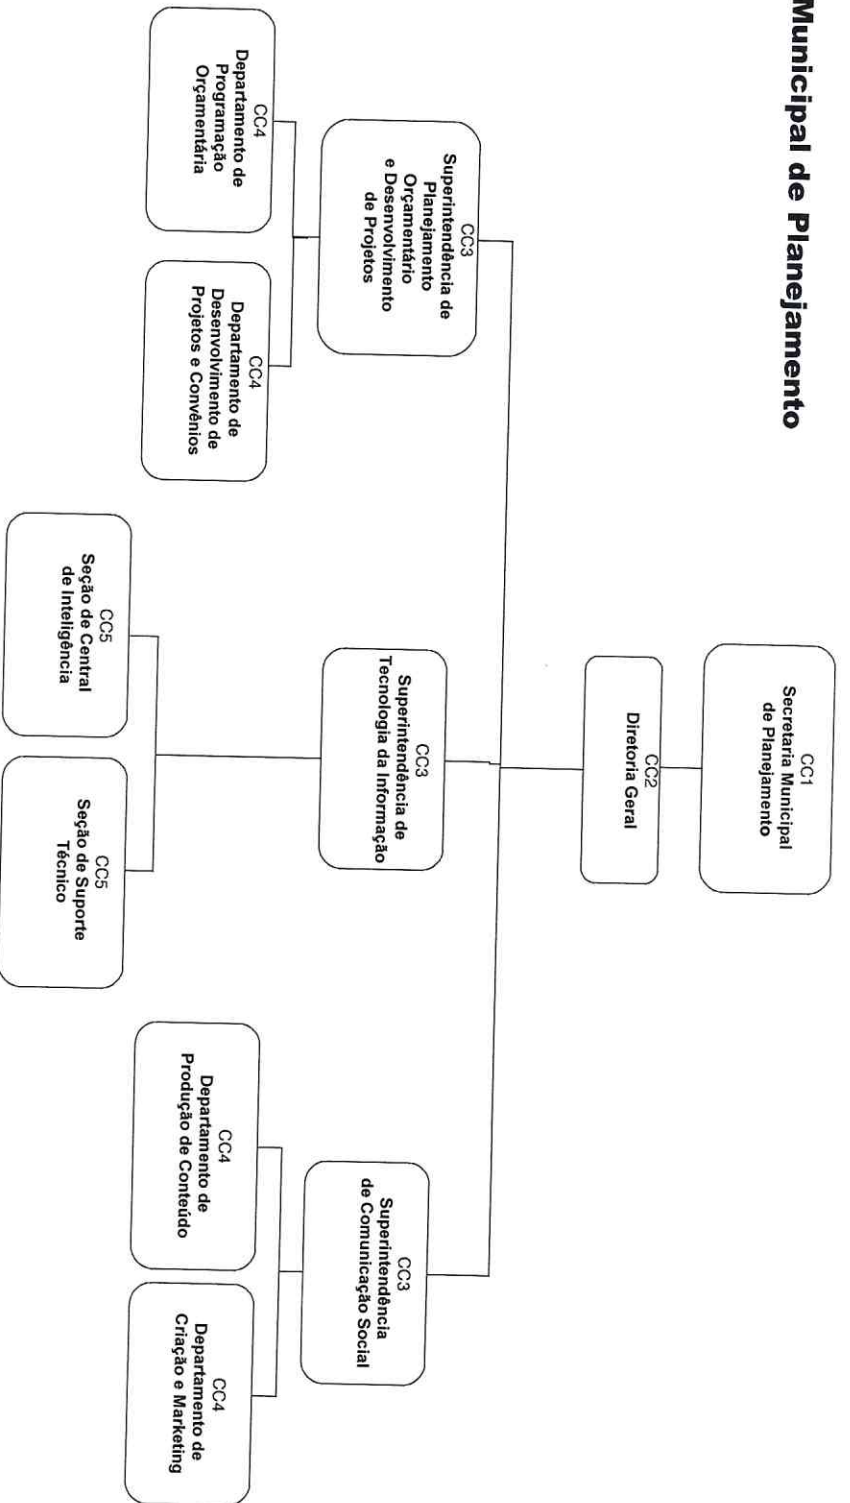 Municipal de Planejamento
CC1
Secretaria Municipal
de Planejamento
CC2
Diretoria Geral
CC3
Superintendência de
Planejamento
Orçamentário
e Desenvolvimento
de Projetos
CC3
Superintendência de
Tecnologia da Informação
CC3
Superintendência
de Comunicação Social
CC4
Departamento de
Programação
Orçamentária
CC4
Departamento de
Desenvolvimento de
Projetos e Convênios
CC5
Seção de Central
de Inteligência
CC5
Seção de Suporte
Técnico
CC4
Departamento de
Produção de Conteúdo
CC4
Departamento de
Criação e Marketing